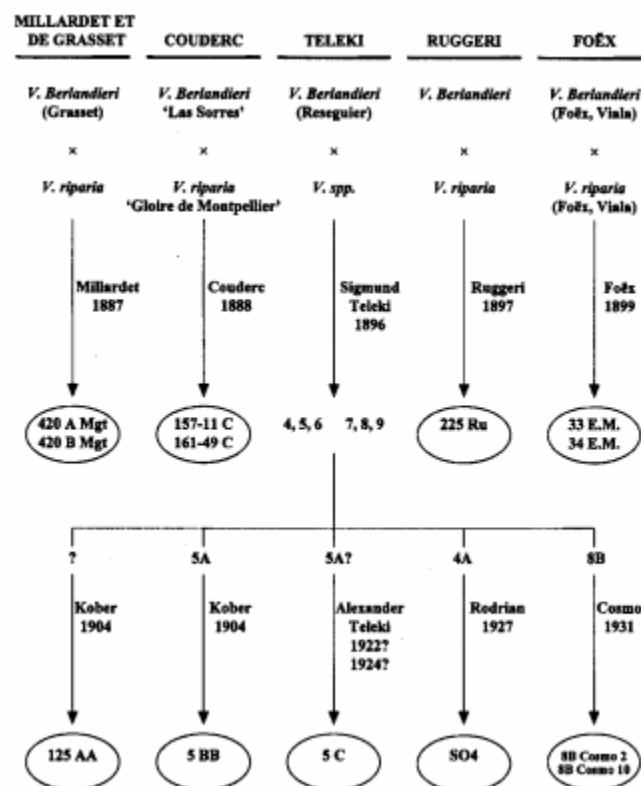 MILLARDET ET
DE GRASSET
COUDERC
TELEKI
RUGGERI
FOËX
V. Berlandieri
(Grasset)
V. Berlandieri
‘Las Sorres’
V. Berlandieri
(Reseguier)
V. Berlandieri
V. Berlandieri
(Foëx, Viala)
×
×
×
×
×
V. riparia
V. riparia
‘Gloire de Montpellier’
V. spp.
V. riparia
V. riparia
(Foëx, Viala)
Millardet
1887
Couderc
1888
Sigmund
Teleki
1896
Ruggeri
1897
Foëx
1899
420 A Mgt
420 B Mgt
157-11 C
161-49 C
4, 5, 6 7, 8, 9
225 Ru
33 E.M.
34 E.M.
?
5A
5A?
4A
8B
Kober
1904
Kober
1904
Alexander
Teleki
1922?
1924?
Rodrian
1927
Cosmo
1931
125 AA
5 BB
5 C
SO4
8B Cosmo 2
8B Cosmo 10